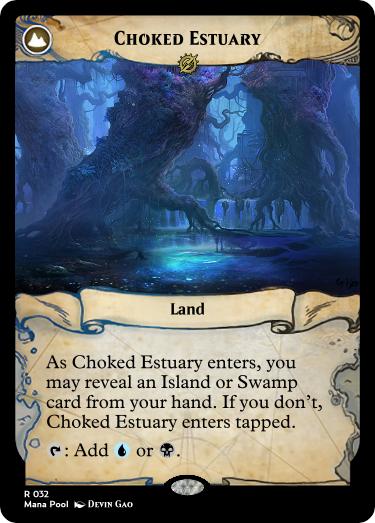 Choked Estuary
Land
As Choked Estuary enters, you
may reveal an Island or Swamp
card from your hand. If you don't,
Choked Estuary enters tapped.
: Add or .
R 032
Mana Pool Devin Gao